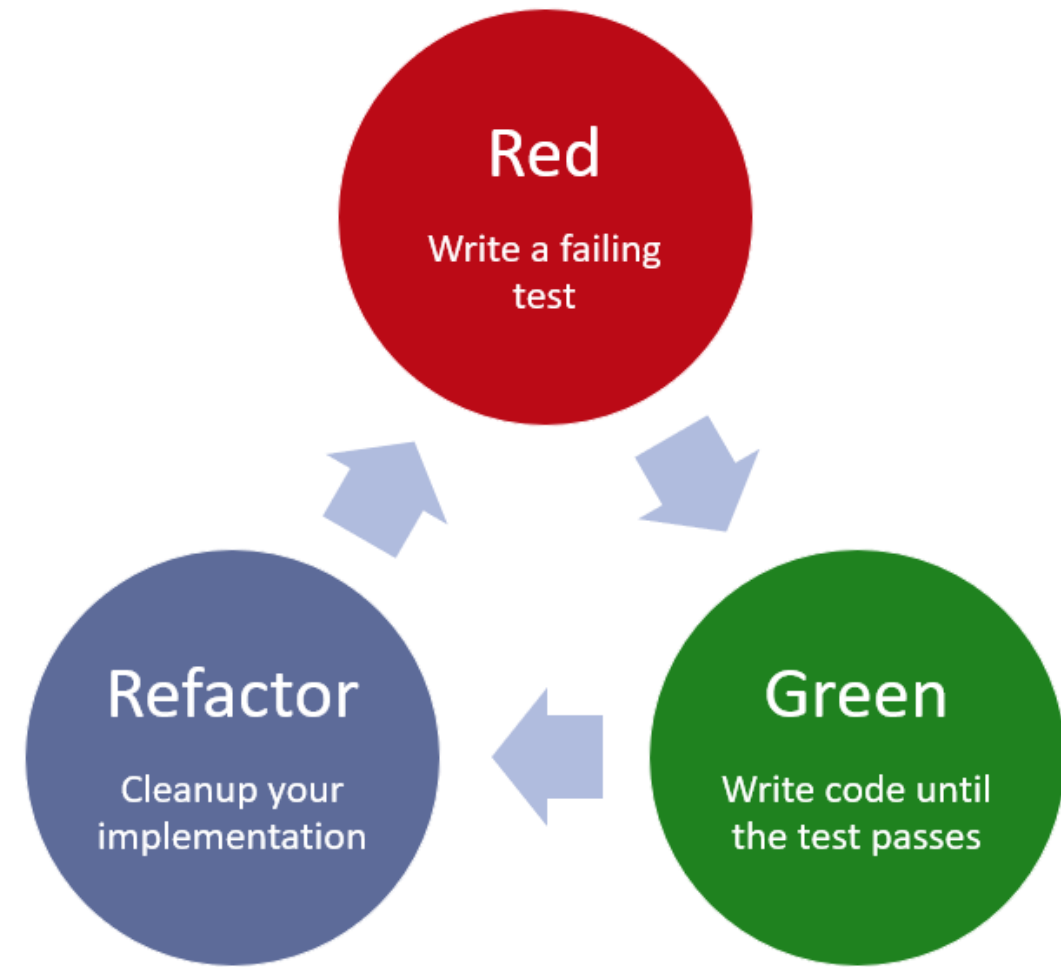 Red
Write a failing
test
Refactor
Cleanup your
implementation
Green
Write code until
the test passes